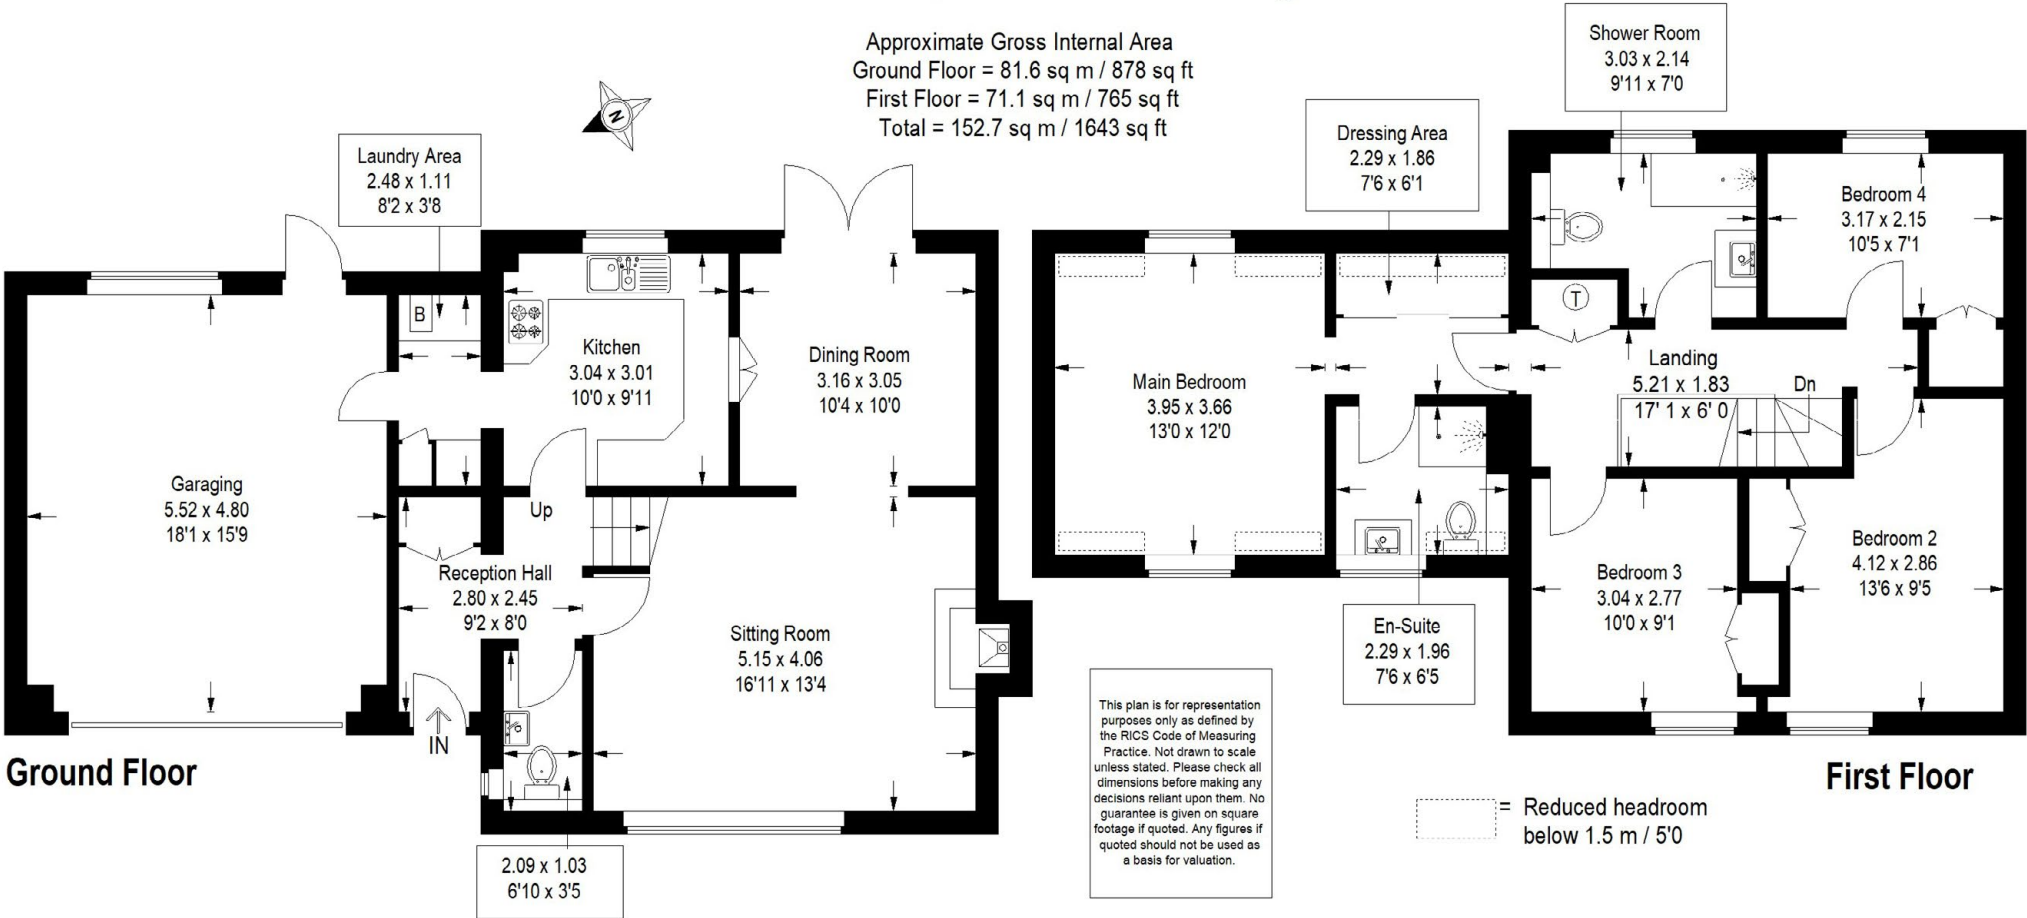 Approximate Gross Internal Area
Ground Floor = 81.6 sq m / 878 sq ft
First Floor = 71.1 sq m / 765 sq ft
Total = 152.7 sq m / 1643 sq ft
N
Laundry Area
2.48 x 1.11
8'2 x 3'8
B
Kitchen
3.04 x 3.01
10'0 x 9'11
Dining Room
3.16 x 3.05
10'4 x 10'0
Garaging
5.52 x 4.80
18'1 x 15'9
Up
Reception Hall
2.80 x 2.45
9'2 x 8'0
Sitting Room
5.15 x 4.06
16'11 x 13'4
IN
2.09 x 1.03
6'10 x 3'5
Ground Floor
Shower Room
3.03 x 2.14
9'11 x 7'0
Dressing Area
2.29 x 1.86
7'6 x 6'1
Bedroom 4
3.17 x 2.15
10'5 x 7'1
T
Main Bedroom
3.95 x 3.66
13'0 x 12'0
Landing
5.21 x 1.83
17' 1 x 6' 0
Dn
Bedroom 2
4.12 x 2.86
13'6 x 9'5
Bedroom 3
3.04 x 2.77
10'0 x 9'1
En-Suite
2.29 x 1.96
7'6 x 6'5
This plan is for representation
purposes only as defined by
the RICS Code of Measuring
Practice. Not drawn to scale
unless stated. Please check all
dimensions before making any
decisions reliant upon them. No
guarantee is given on square
footage if quoted. Any figures if
quoted should not be used as
a basis for valuation.
First Floor
= Reduced headroom
below 1.5 m / 5'0